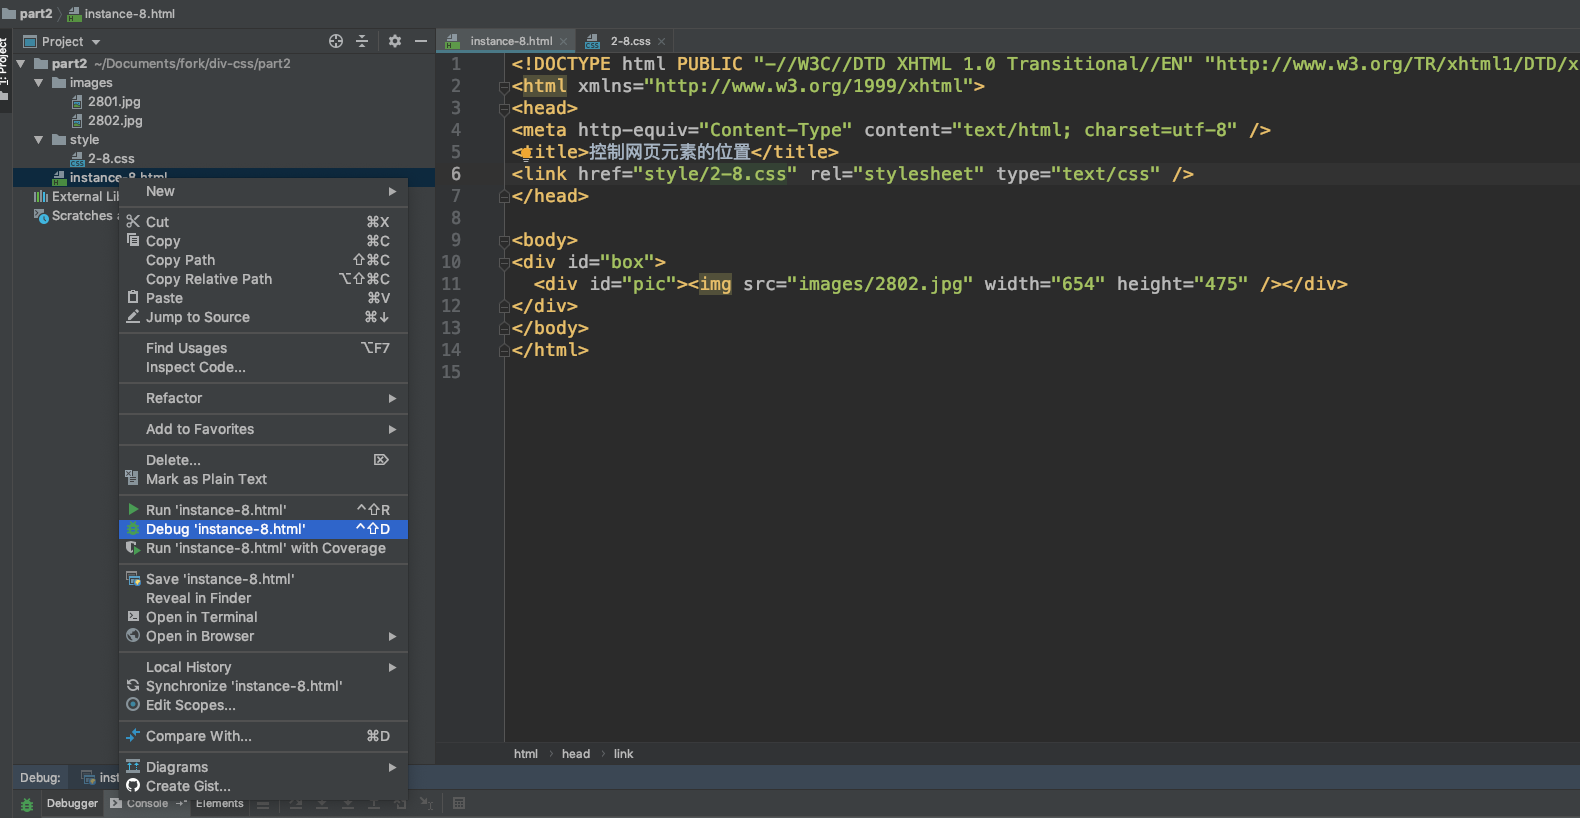 part2
instance-8.html
1: Project
Project
part2 ~/Documents/fork/div-css/part2
images
2801.jpg
2802.jpg
style
2-8.css
instance-8.html
External Li
Scratches a
New
Cut ⌘X
Copy ⌘C
Copy Path ⇧⌘C
Copy Relative Path ⌥⇧⌘C
Paste ⌘V
Jump to Source ⌘↓
Find Usages ⌥F7
Inspect Code...
Refactor
Add to Favorites
Delete... ⌦
Mark as Plain Text
Run 'instance-8.html' ^⇧R
Debug 'instance-8.html' ^⇧D
Run 'instance-8.html' with Coverage
Save 'instance-8.html'
Reveal in Finder
Open in Terminal
Open in Browser
Local History
Synchronize 'instance-8.html'
Edit Scopes...
Compare With... ⌘D
Diagrams
Create Gist...
instance-8.html
2-8.css
1 <!DOCTYPE html PUBLIC "-//W3C//DTD XHTML 1.0 Transitional//EN" "http://www.w3.org/TR/xhtml1/DTD/x
2 <html xmlns="http://www.w3.org/1999/xhtml">
3 <head>
4 <meta http-equiv="Content-Type" content="text/html; charset=utf-8" />
5 <title>控制网页元素的位置</title>
6 <link href="style/2-8.css" rel="stylesheet" type="text/css" />
7 </head>
8
9 <body>
10 <div id="box">
11 <div id="pic"><img src="images/2802.jpg" width="654" height="475" /></div>
12 </div>
13 </body>
14 </html>
15
html › head › link
Debug: inst
Debugger Console Elements